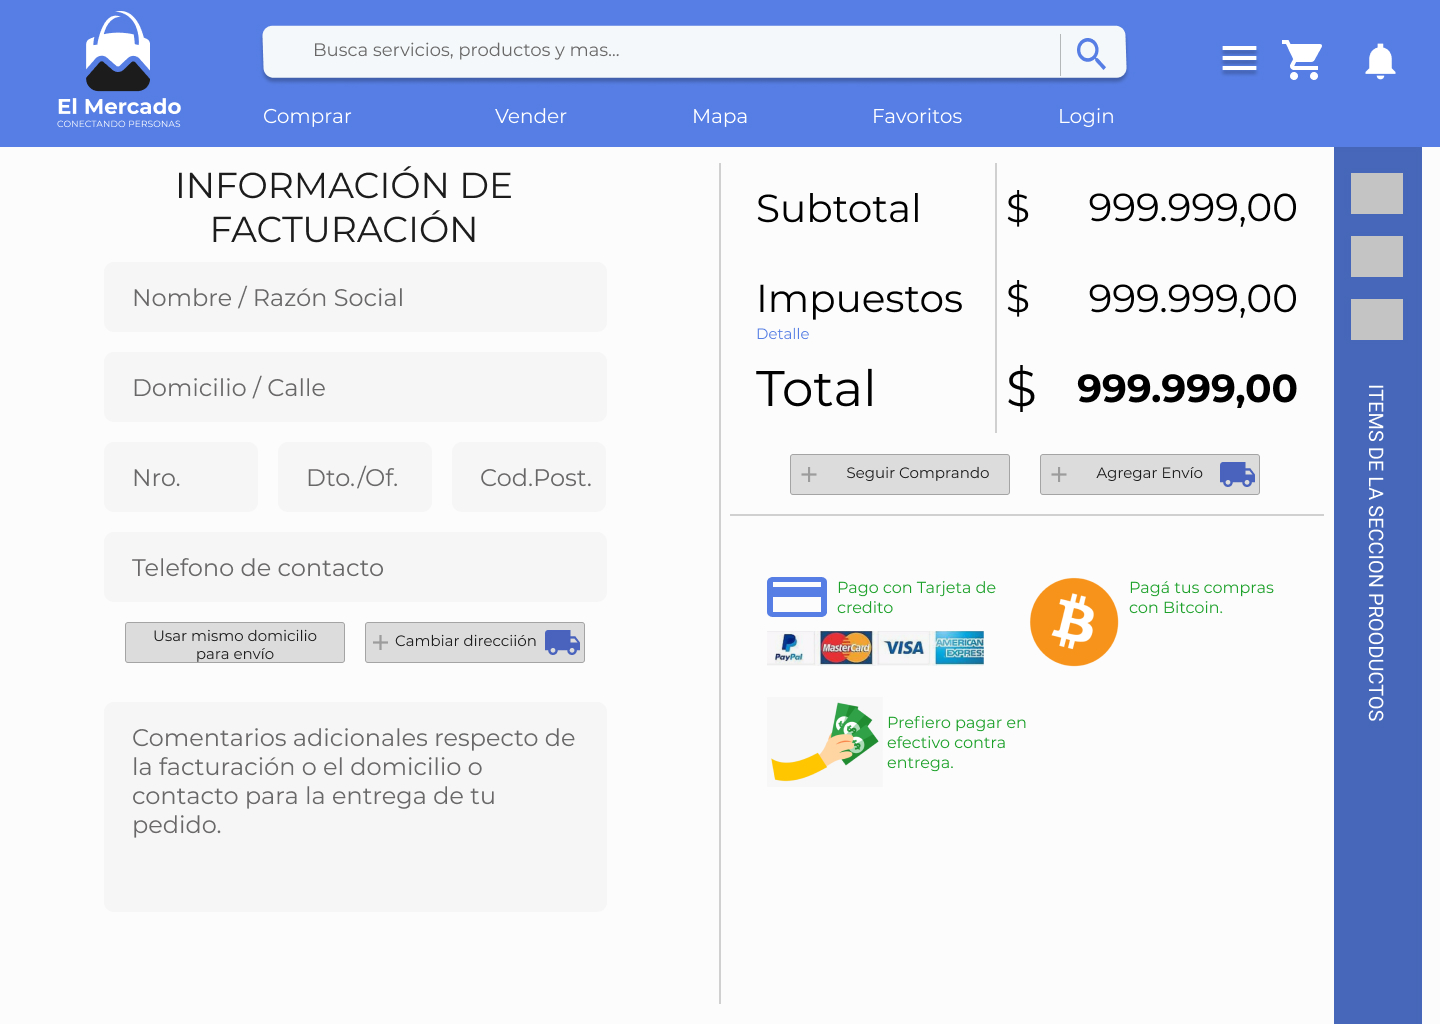 El Mercado
CONECTANDO PERSONAS
Busca servicios, productos y mas...
Comprar
Vender
Mapa
Favoritos
Login
INFORMACIÓN DE
FACTURACIÓN
Nombre / Razón Social
Domicilio / Calle
Nro.
Dto./Of.
Cod.Post.
Telefono de contacto
Usar mismo domicilio
para envío
+ Cambiar direcciión
Comentarios adicionales respecto de
la facturación o el domicilio o
contacto para la entrega de tu
pedido.
Subtotal $ 999.999,00
Impuestos $ 999.999,00
Detalle
Total $ 999.999,00
+ Seguir Comprando
+ Agregar Envío
Pago con Tarjeta de
credito
PayPal
MasterCard
VISA
AMERICAN
EXPRESS
Pagá tus compras
con Bitcoin.
Prefiero pagar en
efectivo contra
entrega.
ITEMS DE LA SECCION PROODUCTOS